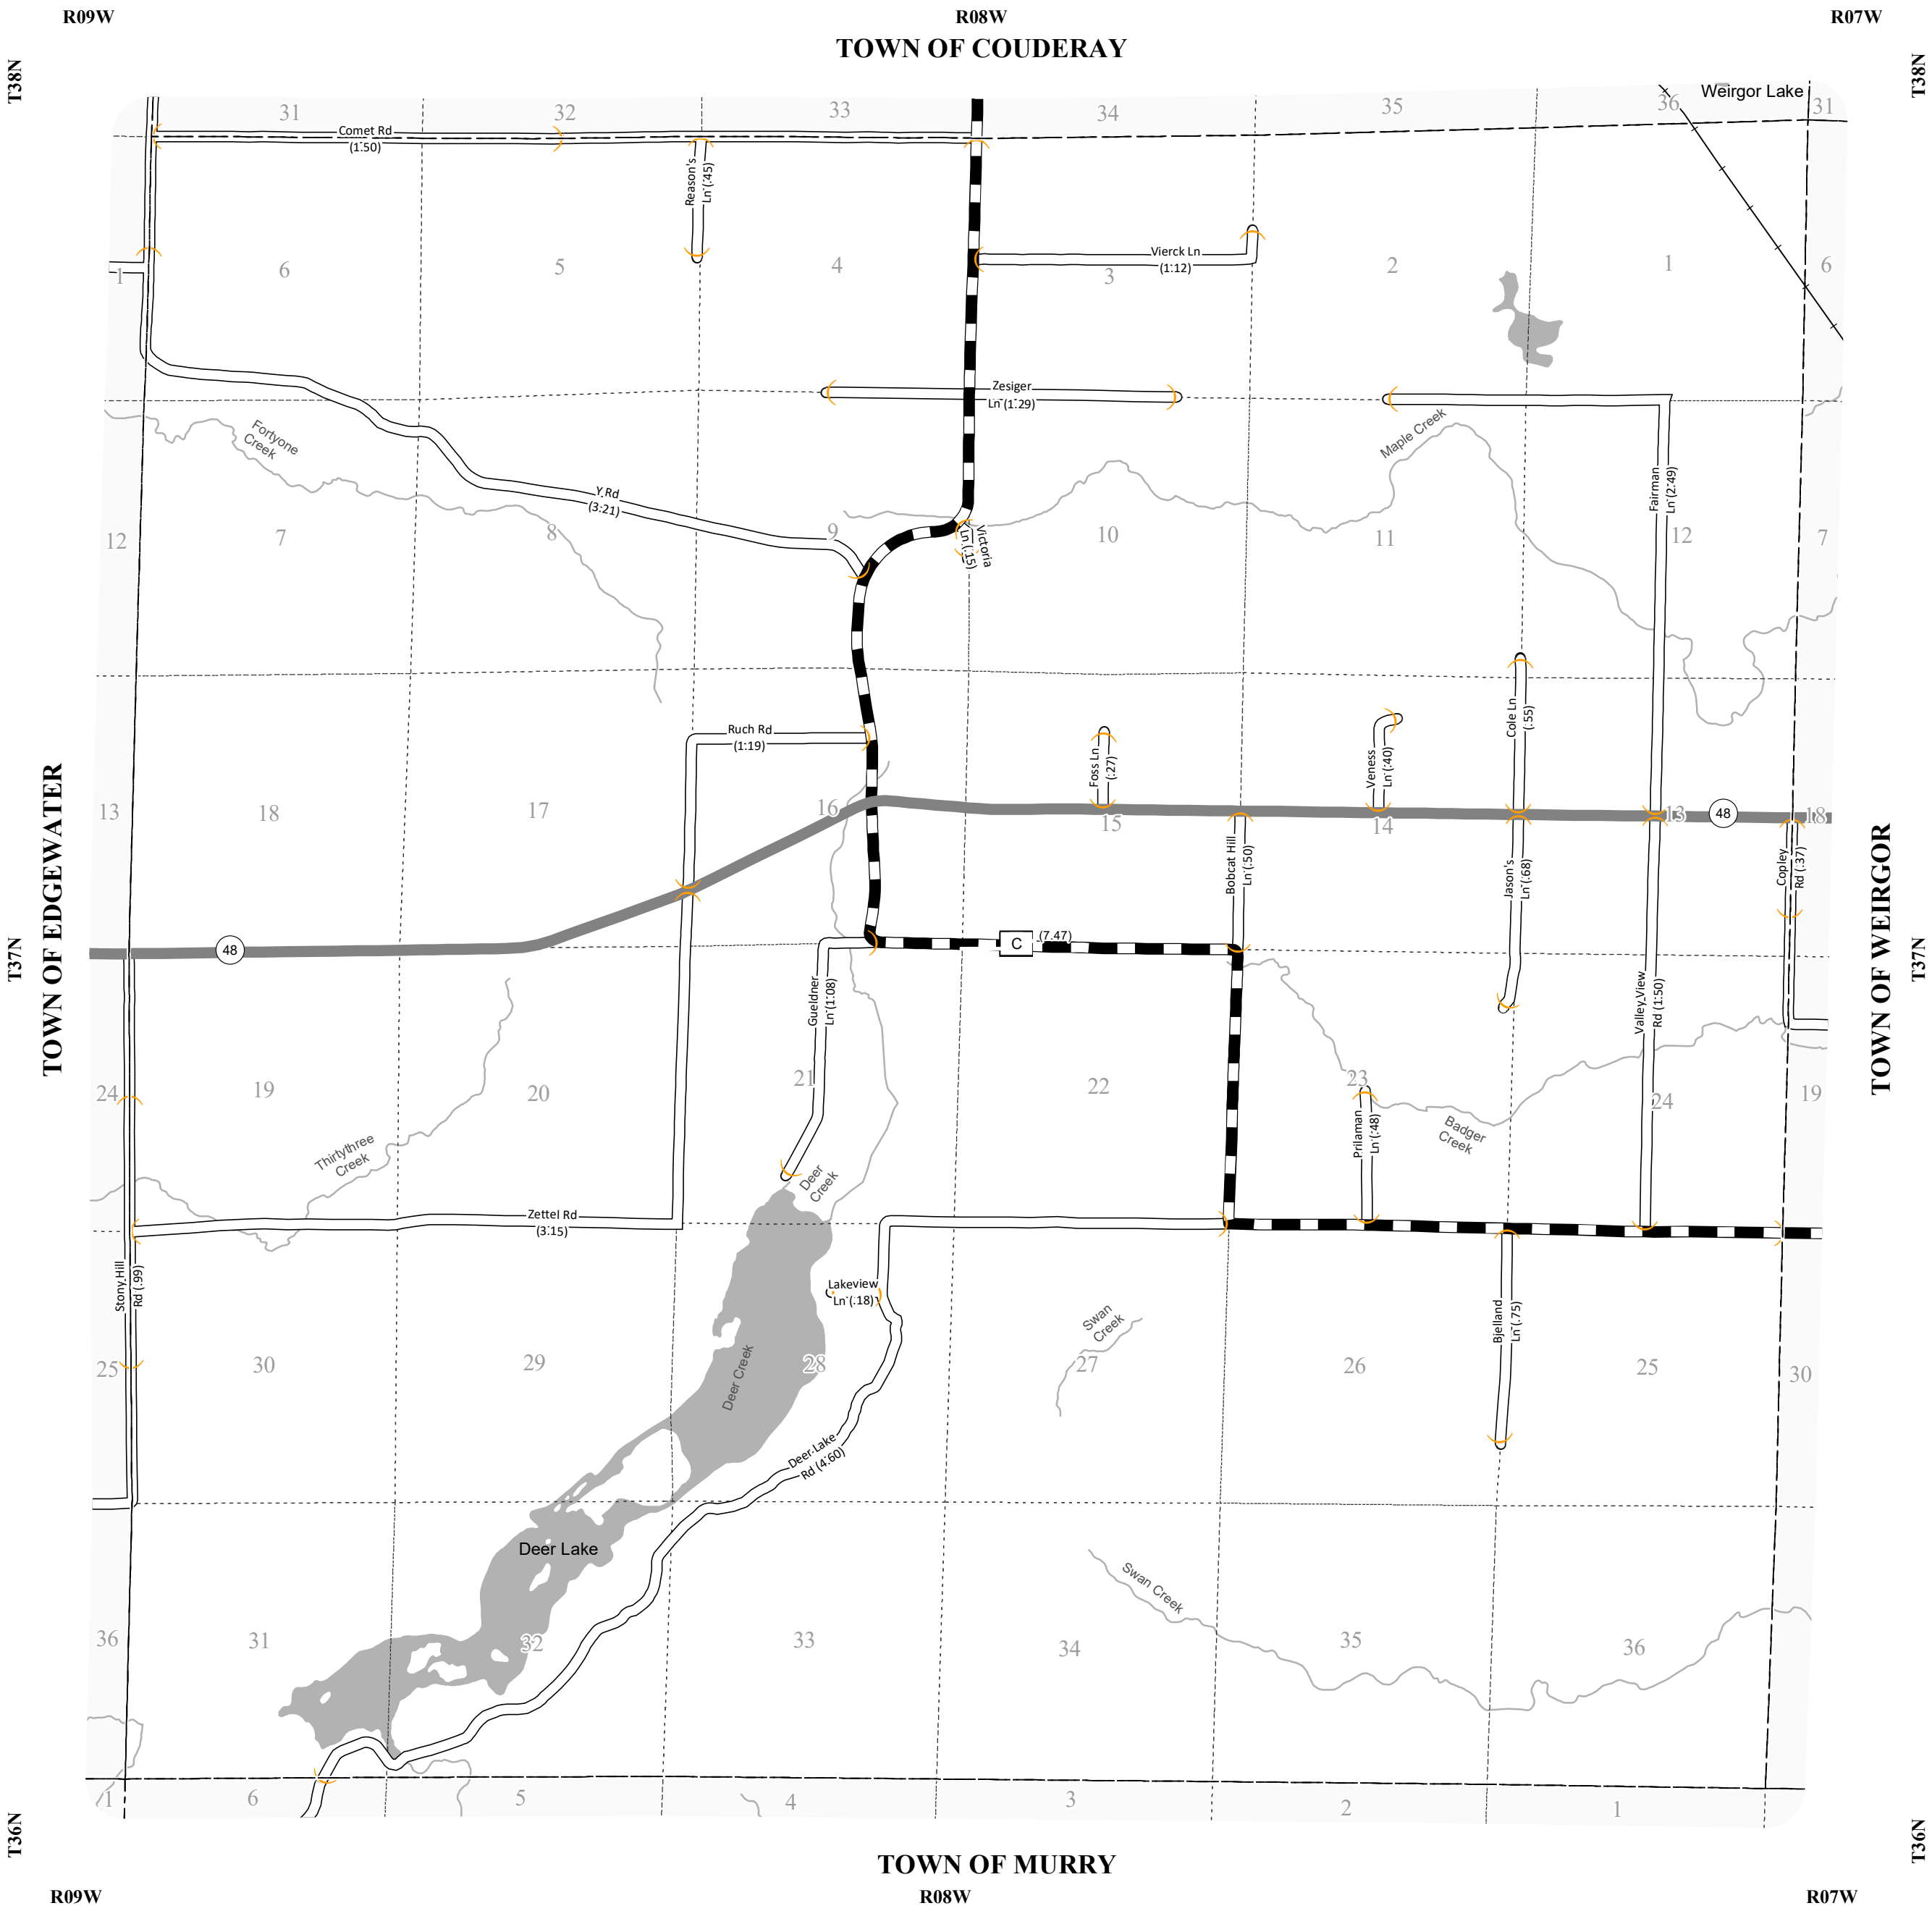 R09W
R08W
R07W
TOWN OF COUDERAY
T38N
T38N
Weirgor Lake
31
32
33
34
35
36
31
Comet Rd
(1.50)
Reason's
Ln (.45)
Vierck Ln
(1.12)
1
6
5
4
3
2
1
6
Zesiger
Ln (1.29)
Maple Creek
Fortyone
Creek
Y Rd
(3.21)
Fairman
Ln (2.49)
Victoria
Ln (.15)
12
7
8
9
10
11
12
7
Cole Ln
(.55)
Ruch Rd
(1.19)
Foss Ln
(.27)
Veness
Ln (.40)
13
18
17
16
15
14
13
48
18
TOWN OF EDGEWATER
TOWN OF WEIRGOR
Bobcat Hill
Ln (.50)
Jason's
Ln (.68)
Copley
Rd (.37)
48
C
(7.47)
T37N
T37N
Gueldner
Ln (1.08)
Valley View
Rd (1.50)
24
19
20
21
22
23
24
19
Prilaman
Ln (.48)
Badger
Creek
Thirtythree
Creek
Deer
Creek
Zettel Rd
(3.15)
Stony Hill
Rd (.99)
Lakeview
Ln (.18)
Swan
Creek
Bjelland
Ln (.75)
25
30
29
28
27
26
25
30
Deer Creek
Deer Lake
Rd (4.60)
Deer Lake
Swan Creek
36
31
32
33
34
35
36
1
6
5
4
3
2
1
T36N
T36N
TOWN OF MURRY
R09W
R08W
R07W